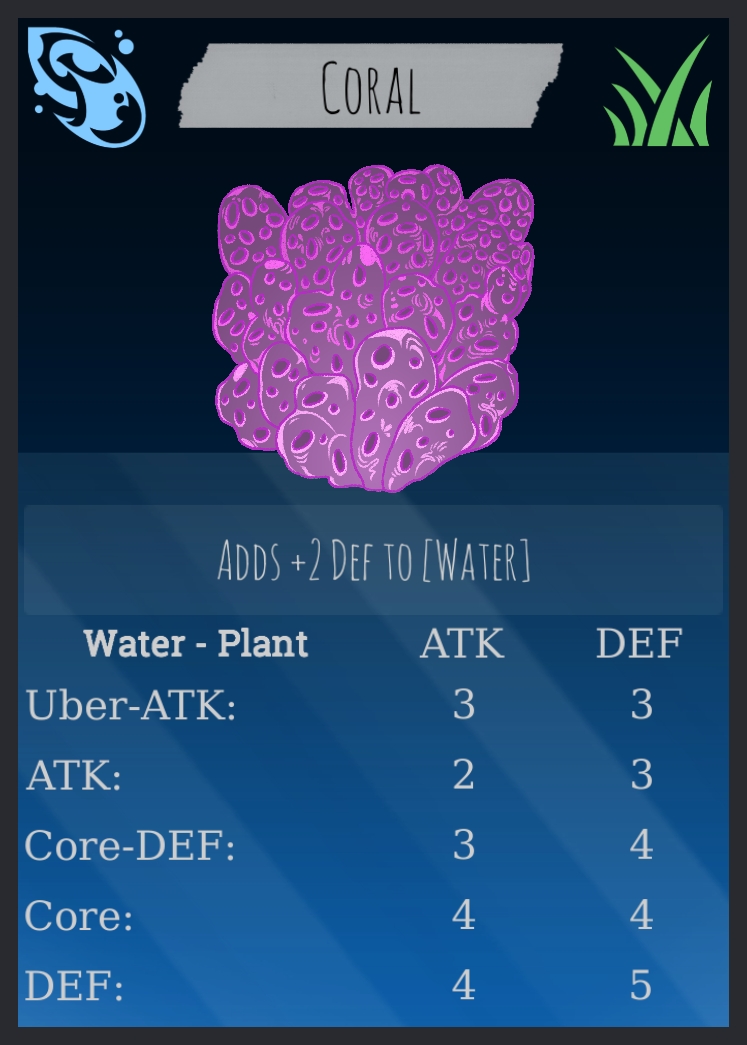 Coral
Adds +2 Def to [Water]
Water - Plant ATK DEF
Uber-ATK: 3 3
ATK: 2 3
Core-DEF: 3 4
Core: 4 4
DEF: 4 5